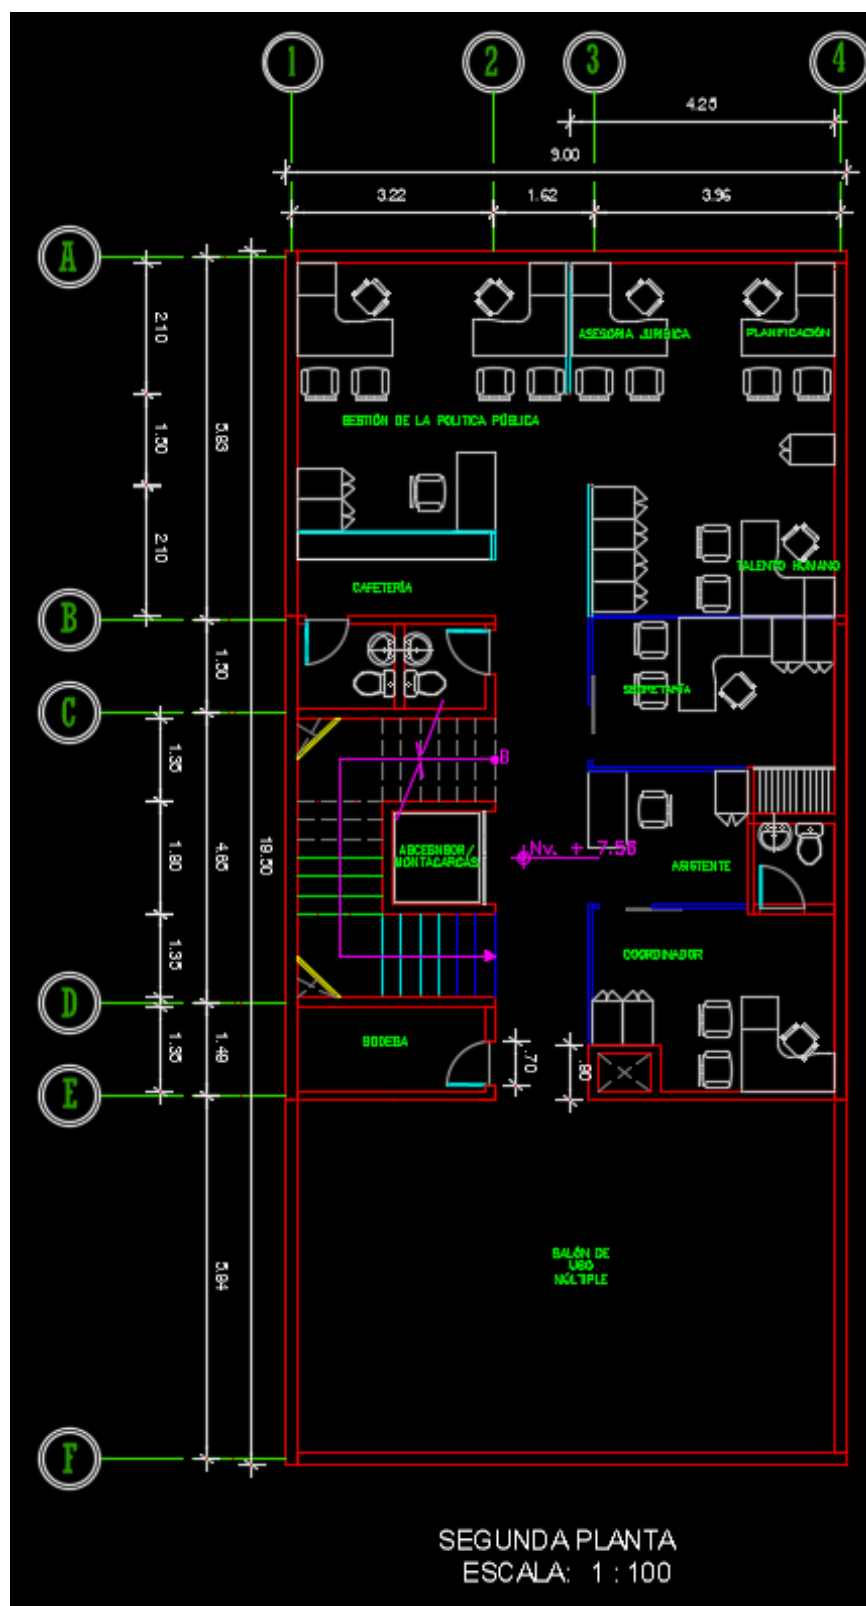 1
2
3
4
4.25
9.00
3.22
1.62
3.96
A
2.10
ASESORIA JURIDICA
PLANIFICACIÓN
GESTIÓN DE LA POLITICA PÚBLICA
1.50
5.83
2.10
TALENTO HUMANO
CAFETERÍA
B
1.50
SECRETARÍA
C
1.35
B
1.80
4.65
19.50
ASCENSOR/
MONTACARGAS
Nv. + 7.56
ASISTENTE
1.35
COORDINADOR
D
1.35
1.49
BODEGA
.70
.80
E
SALÓN DE
USO
MÚLTIPLE
5.84
F
SEGUNDA PLANTA
ESCALA: 1 : 100